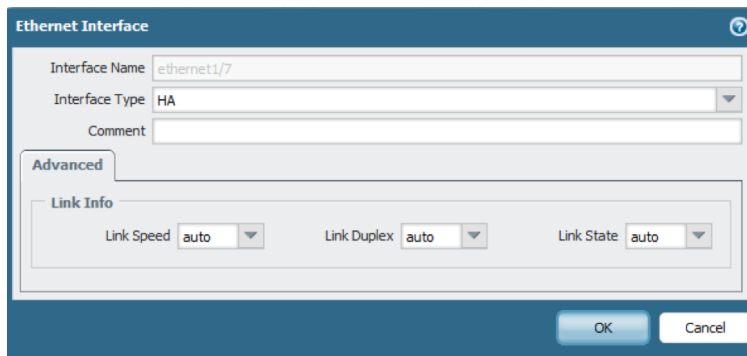 Ethernet Interface
Interface Name ethernet1/7
Interface Type HA
Comment
Advanced
Link Info
Link Speed auto Link Duplex auto Link State auto
OK Cancel